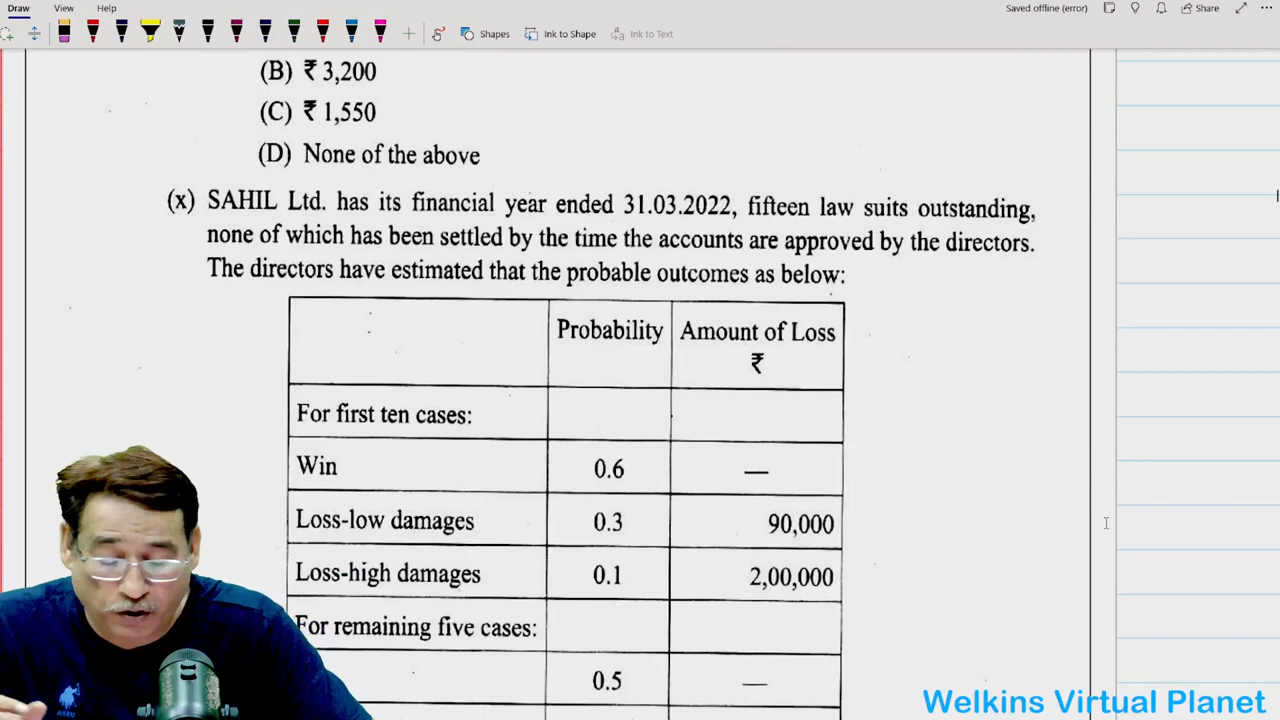 Draw View Help Saved offline (error) Share
Shapes Ink to Shape Ink to Text
(B) ₹ 3,200
(C) ₹ 1,550
(D) None of the above
(x) SAHIL Ltd. has its financial year ended 31.03.2022, fifteen law suits outstanding,
none of which has been settled by the time the accounts are approved by the directors.
The directors have estimated that the probable outcomes as below:
Probability Amount of Loss
₹
For first ten cases:
Win 0.6 —
Loss-low damages 0.3 90,000
Loss-high damages 0.1 2,00,000
For remaining five cases:
0.5 —
Welkins Virtual Planet